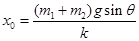 x₀ = (m₁ + m₂) g sin θ / k